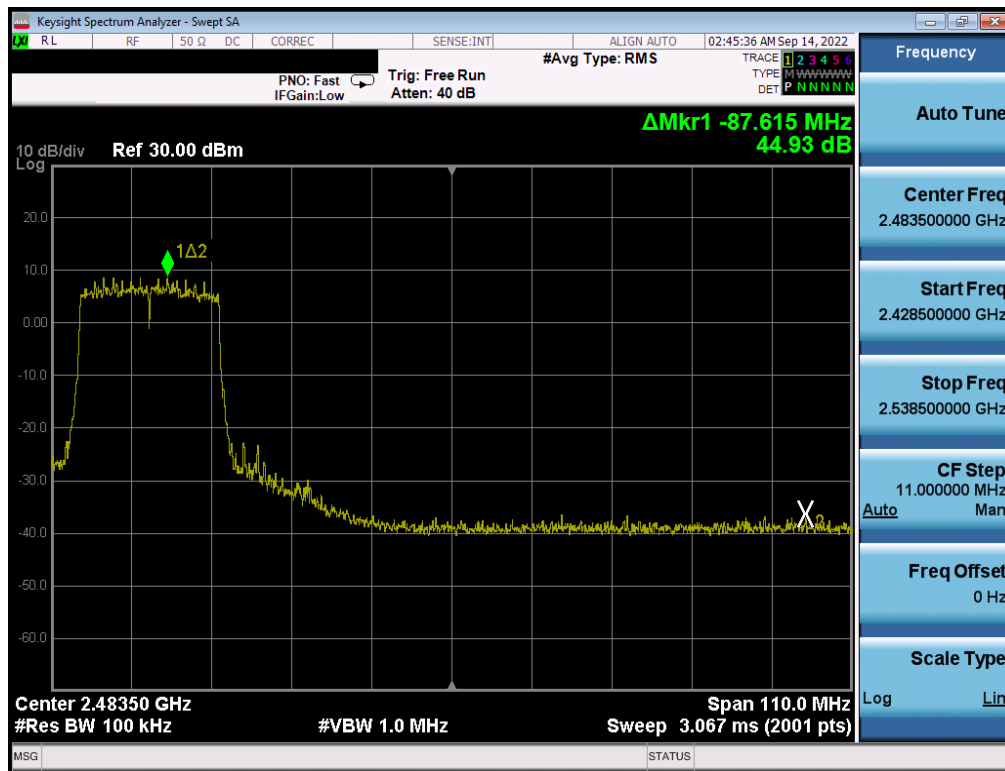 Keysight Spectrum Analyzer - Swept SA
LXI RL RF 50 Ω DC CORREC SENSE:INT ALIGN AUTO 02:45:36 AM Sep 14, 2022
#Avg Type: RMS
TRACE 1 2 3 4 5 6
PNO: Fast Trig: Free Run
TYPE M W W W W W
IFGain:Low Atten: 40 dB
DET P N N N N N
ΔMkr1 -87.615 MHz
44.93 dB
10 dB/div Ref 30.00 dBm
Log
20.0
10.0
0.00
-10.0
-20.0
-30.0
-40.0
-50.0
-60.0
1Δ2
X2
Center 2.48350 GHz Span 110.0 MHz
#Res BW 100 kHz #VBW 1.0 MHz Sweep 3.067 ms (2001 pts)
MSG STATUS
Frequency
Auto Tune
Center Freq
2.483500000 GHz
Start Freq
2.428500000 GHz
Stop Freq
2.538500000 GHz
CF Step
11.000000 MHz
Auto Man
Freq Offset
0 Hz
Scale Type
Log Lin